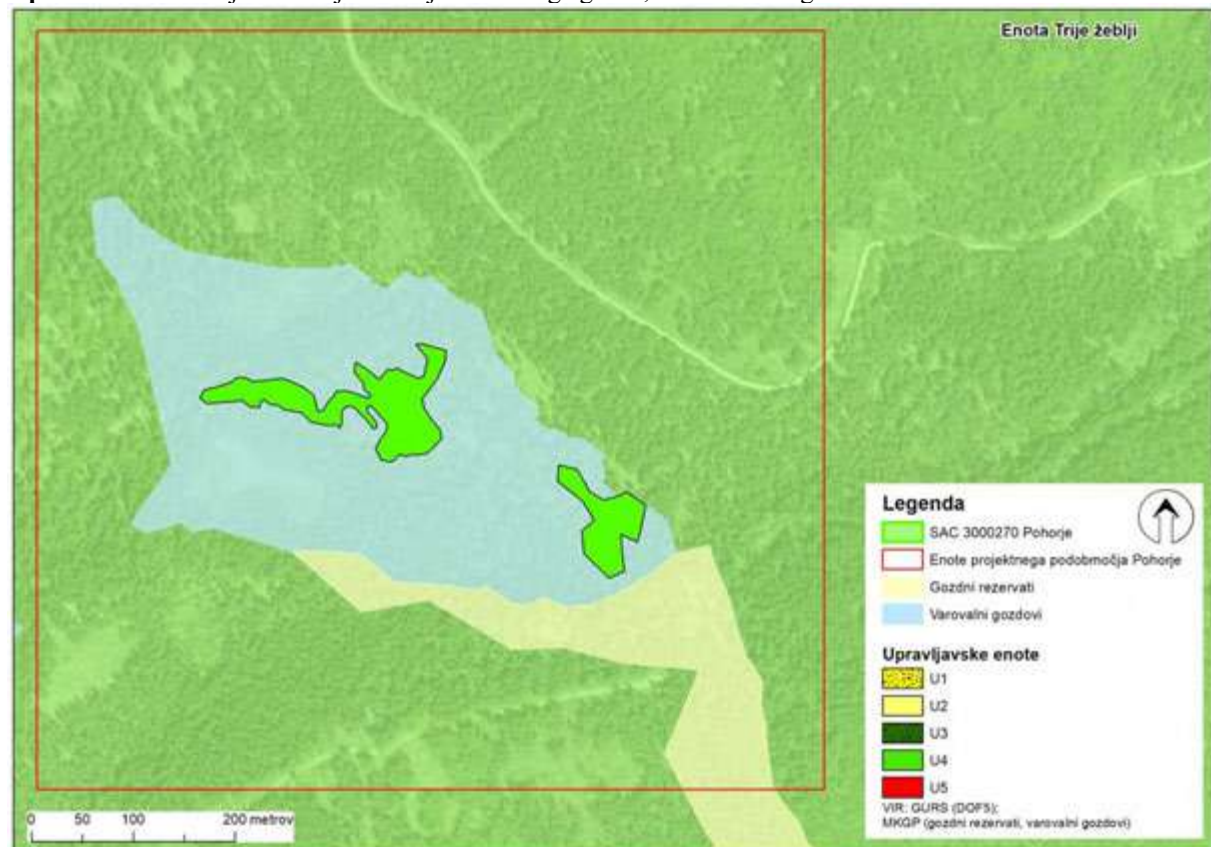 Enota Trije žeblji
Legenda
SAC 3000270 Pohorje
Enote projektnega podobmočja Pohorje
Gozdni rezervati
Varovalni gozdovi
Upravljavske enote
U1
U2
U3
U4
U5
VIR: GURS (DOF5);
MKGP (gozdni rezervati, varovalni gozdovi)
0 50 100 200 metrov